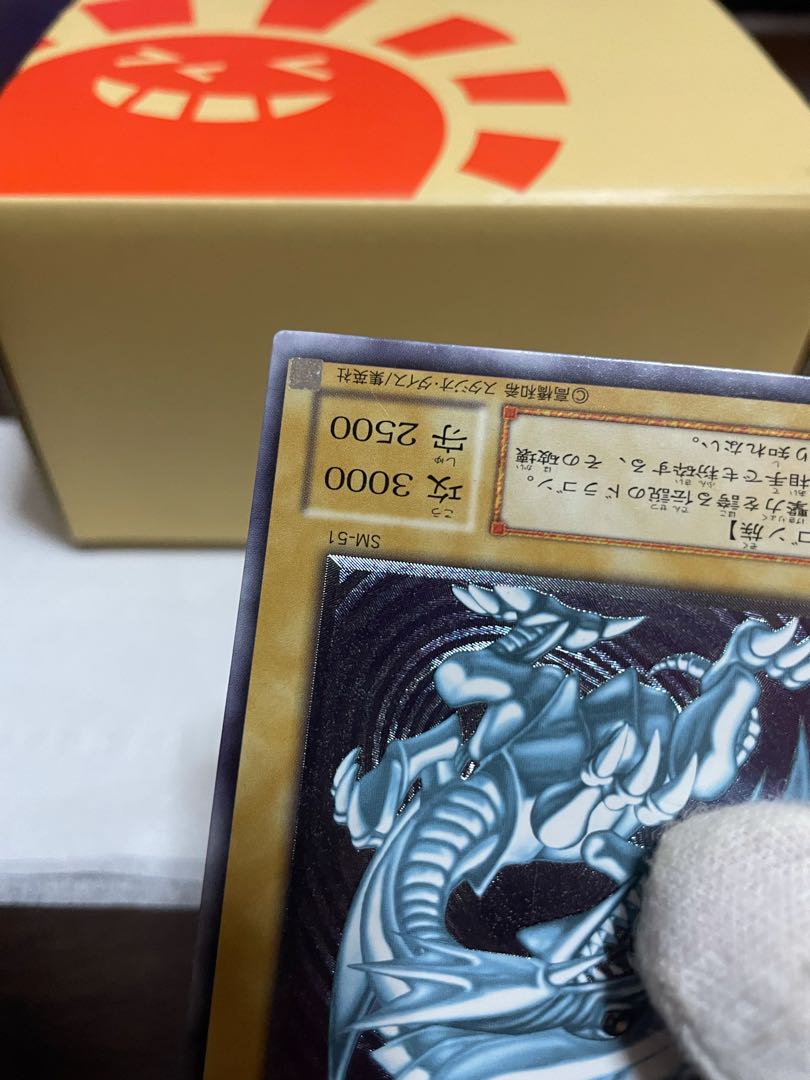 SM-51
ゴン族】
撃力を誇る伝説のドラゴン。
相手でも粉砕する、その破壊
り知れない。
攻 3000
守 2500
©高橋和希 スタジオ・ダイス/集英社